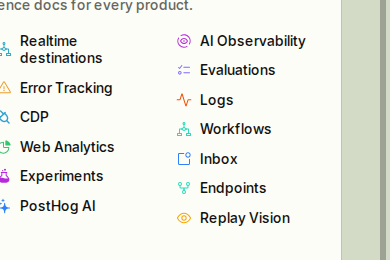 ence docs for every product.
Realtime
destinations
Error Tracking
CDP
Web Analytics
Experiments
PostHog AI
AI Observability
Evaluations
Logs
Workflows
Inbox
Endpoints
Replay Vision